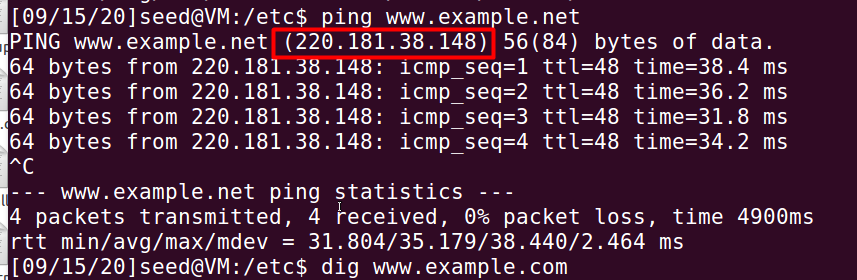 [09/15/20]seed@VM:/etc$ ping www.example.net
PING www.example.net (220.181.38.148) 56(84) bytes of data.
64 bytes from 220.181.38.148: icmp_seq=1 ttl=48 time=38.4 ms
64 bytes from 220.181.38.148: icmp_seq=2 ttl=48 time=36.2 ms
64 bytes from 220.181.38.148: icmp_seq=3 ttl=48 time=31.8 ms
64 bytes from 220.181.38.148: icmp_seq=4 ttl=48 time=34.2 ms
^C
--- www.example.net ping statistics ---
4 packets transmitted, 4 received, 0% packet loss, time 4900ms
rtt min/avg/max/mdev = 31.804/35.179/38.440/2.464 ms
[09/15/20]seed@VM:/etc$ dig www.example.com